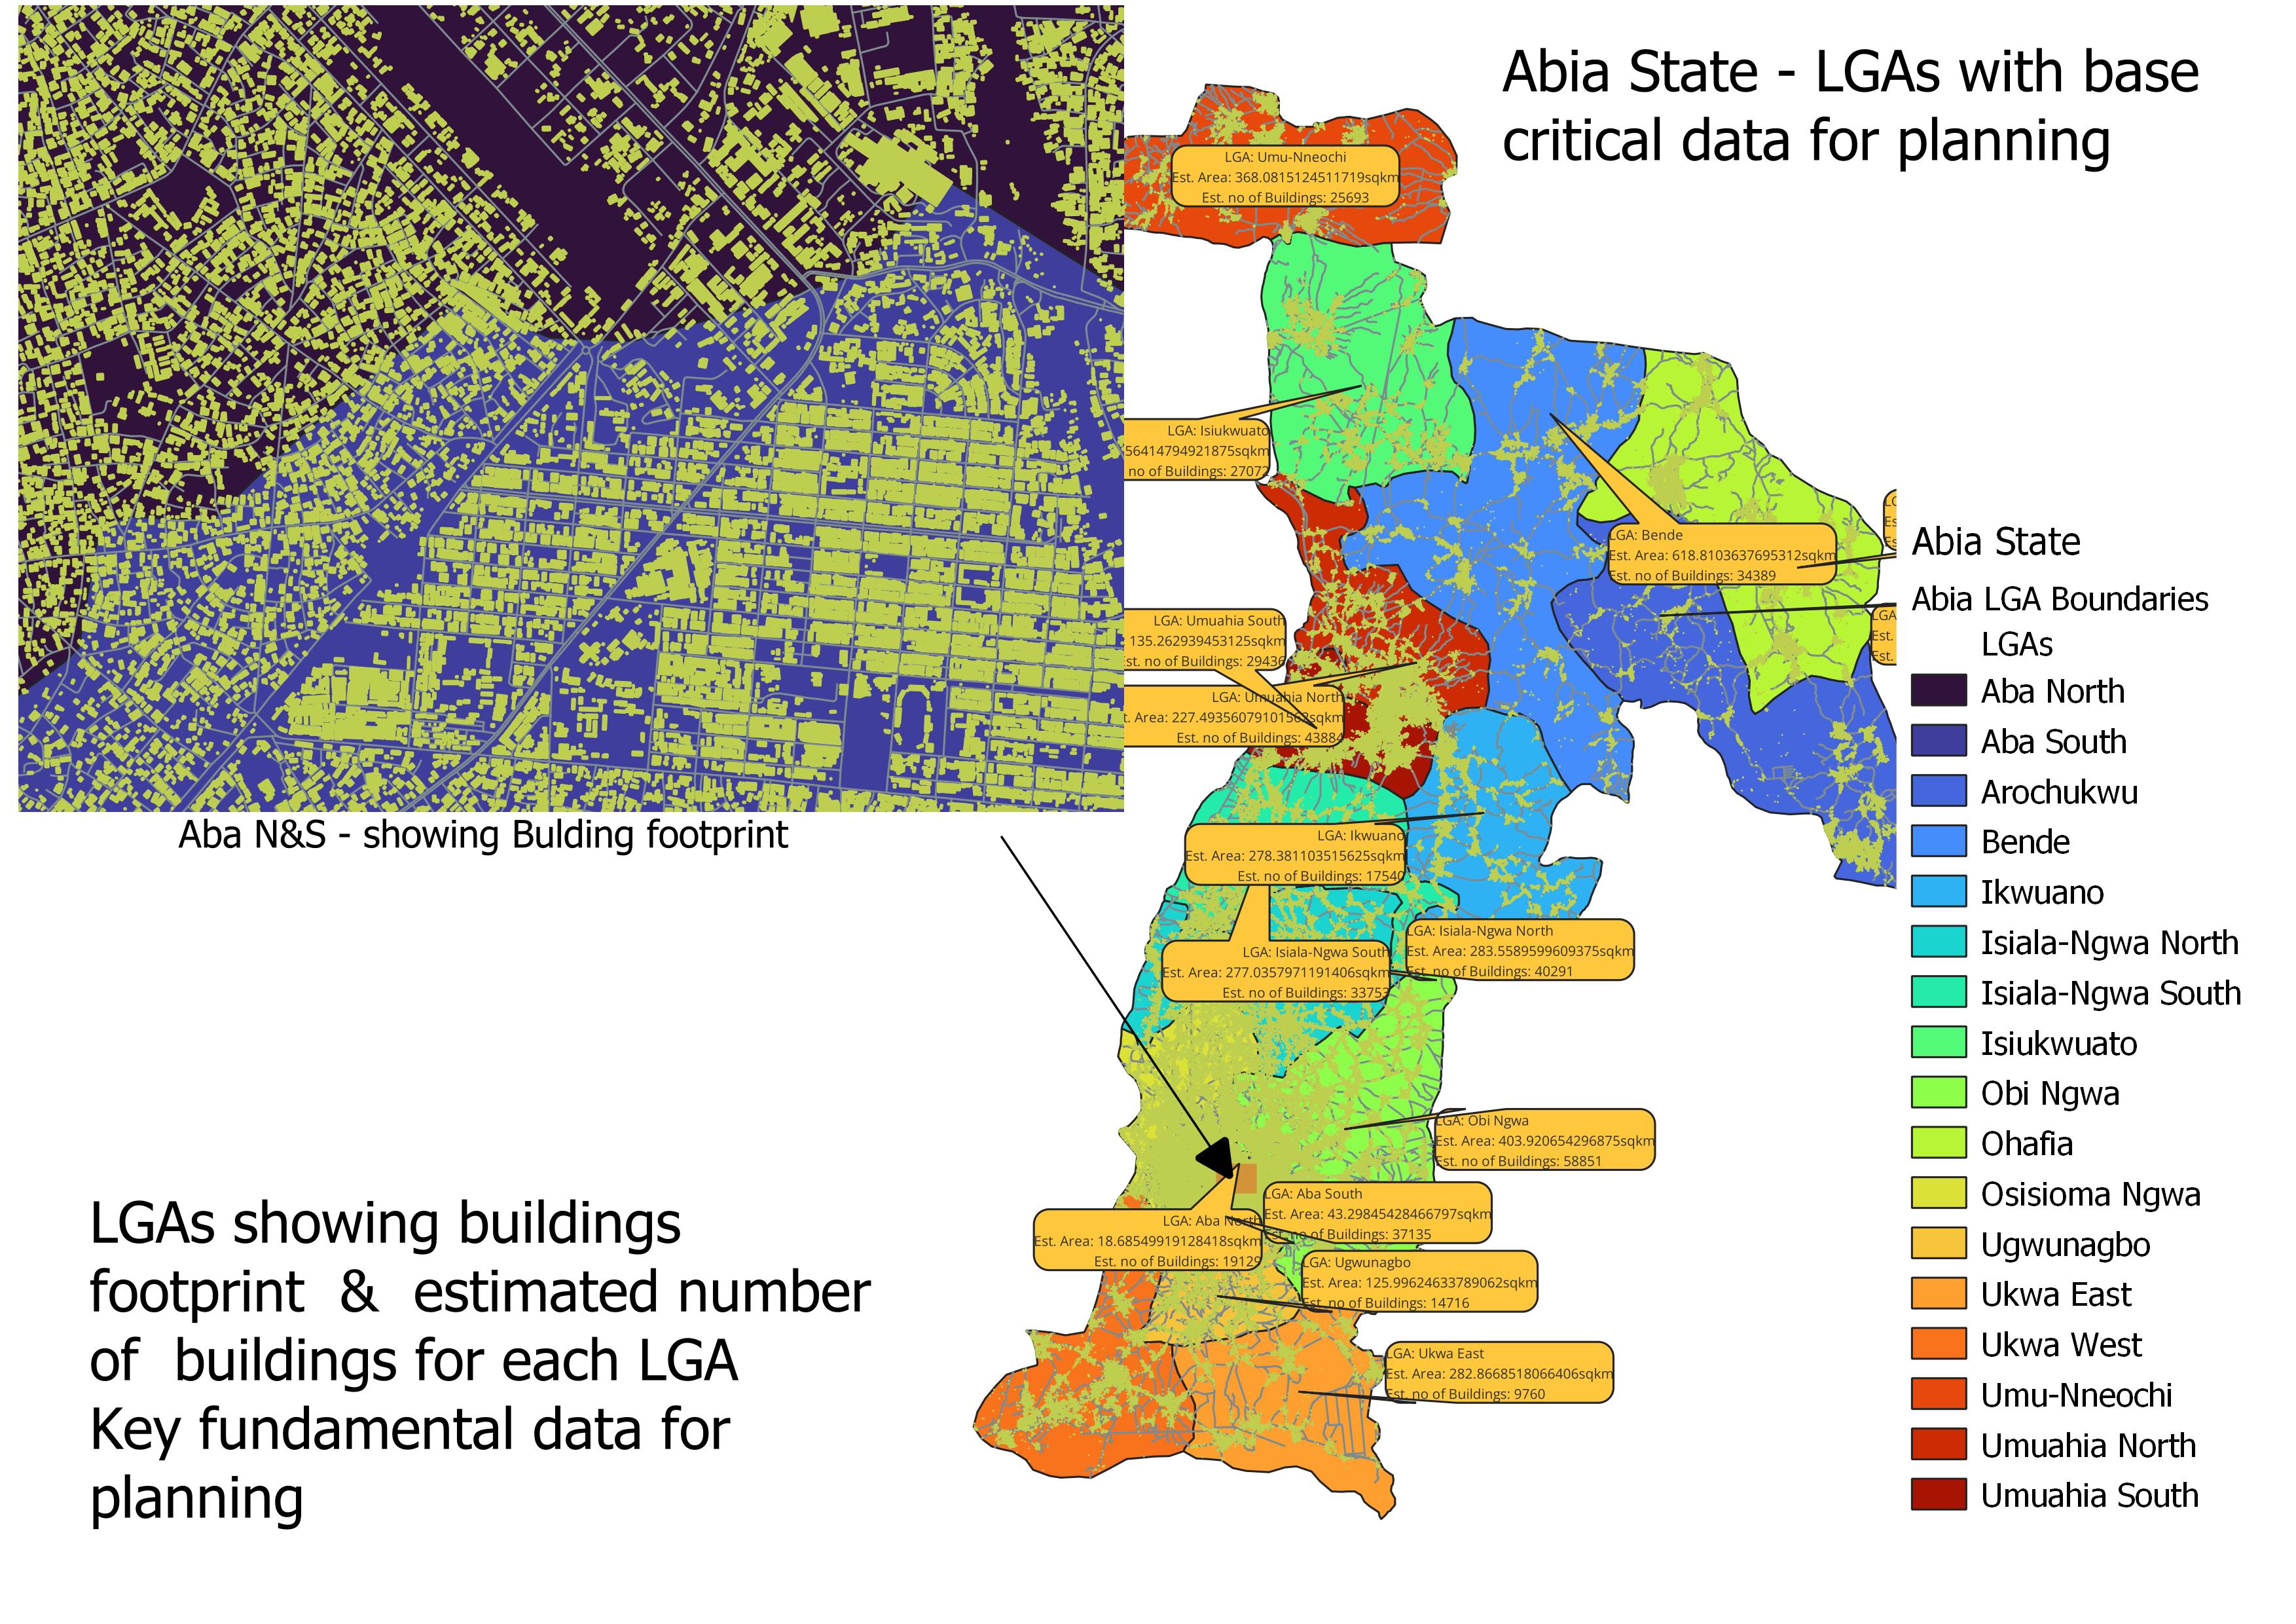 Abia State - LGAs with base
critical data for planning
LGA: Umu-Nneochi
Est. Area: 368.0815124511719sqkm
Est. no of Buildings: 25693
LGA: Isiukwuato
56414794921875sqkm
no of Buildings: 27072
LGA: Bende
Est. Area: 618.8103637695312sqkm
Est. no of Buildings: 34389
LGA: Umuahia South
135.262939453125sqkm
st. no of Buildings: 29436
LGA: Umuahia North
t. Area: 227.49356079101563sqkm
Est. no of Buildings: 43884
LGA
Est.
Est.
Aba N&S - showing Bulding footprint
LGA: Ikwuano
Est. Area: 278.381103515625sqkm
Est. no of Buildings: 17540
LGA: Isiala-Ngwa North
Est. Area: 283.5589599609375sqkm
Est. no of Buildings: 40291
LGA: Isiala-Ngwa South
Est. Area: 277.0357971191406sqkm
Est. no of Buildings: 33753
LGA: Obi Ngwa
Est. Area: 403.920654296875sqkm
Est. no of Buildings: 58851
LGA: Aba South
Est. Area: 43.29845428466797sqkm
Est. no of Buildings: 37135
LGA: Aba North
Est. Area: 18.68549919128418sqkm
Est. no of Buildings: 19129
LGA: Ugwunagbo
Est. Area: 125.99624633789062sqkm
Est. no of Buildings: 14716
LGA: Ukwa East
Est. Area: 282.8668518066406sqkm
Est. no of Buildings: 9760
LGAs showing buildings
footprint & estimated number
of buildings for each LGA
Key fundamental data for
planning
Abia State
Abia LGA Boundaries
LGAs
Aba North
Aba South
Arochukwu
Bende
Ikwuano
Isiala-Ngwa North
Isiala-Ngwa South
Isiukwuato
Obi Ngwa
Ohafia
Osisioma Ngwa
Ugwunagbo
Ukwa East
Ukwa West
Umu-Nneochi
Umuahia North
Umuahia South